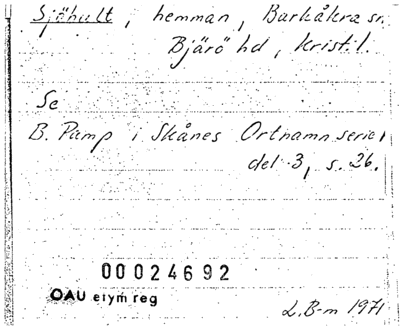 Sjöhult, hemman, Barkåkra sn.
Bjärö hd, Krist.l.
Se
B. Pamp i Skånes Ortnamn serie
del 3, s. 26.
00024692
OAU etym reg
L.B-m 1971